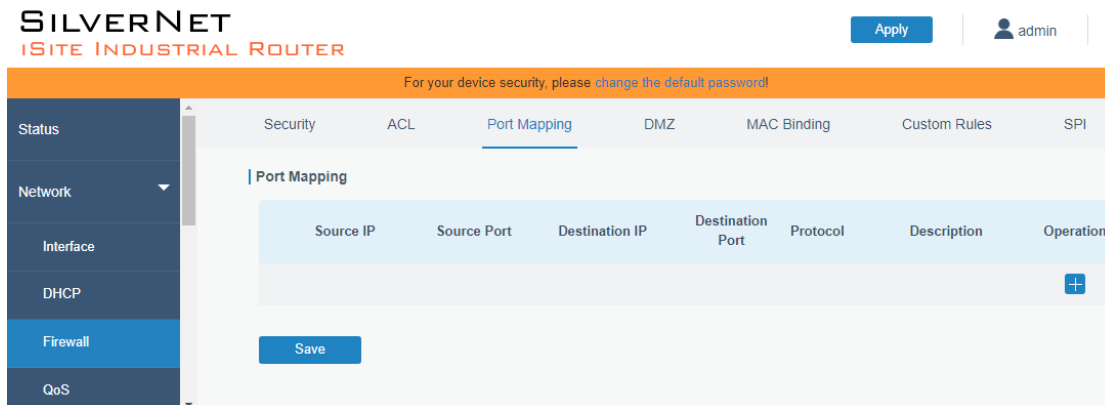 SILVERNET
ISITE INDUSTRIAL ROUTER
Apply
admin
For your device security, please change the default password!
Status
Network
Interface
DHCP
Firewall
QoS
Security ACL Port Mapping DMZ MAC Binding Custom Rules SPI
Port Mapping
Source IP Source Port Destination IP Destination Port Protocol Description Operation
Save